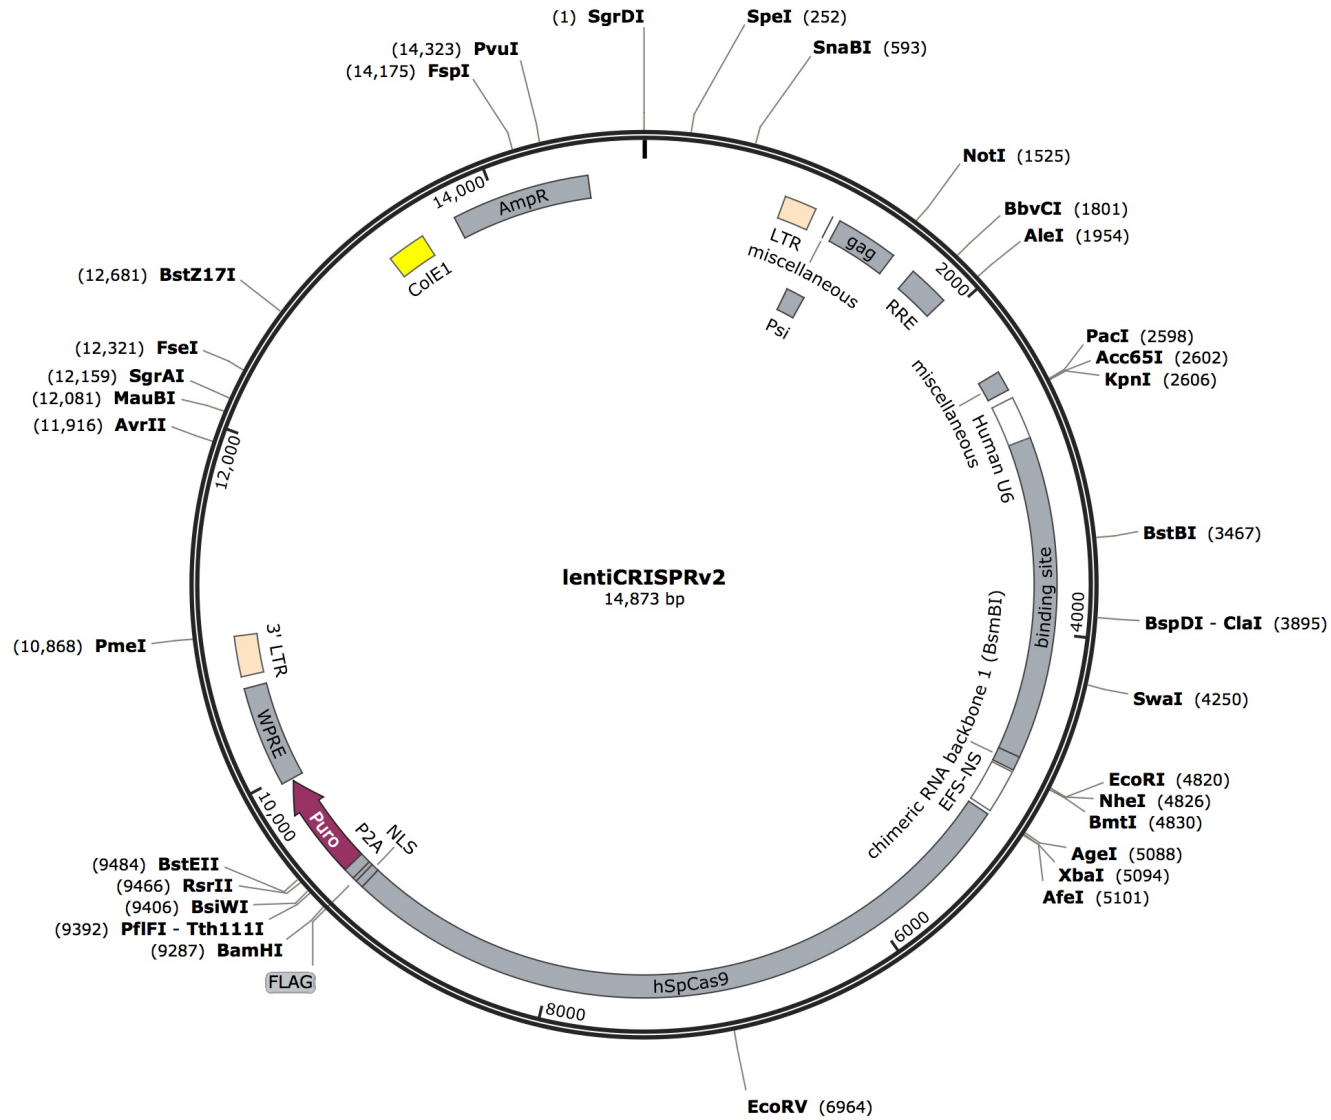 (1) SgrDI
SpeI (252)
SnaBI (593)
NotI (1525)
BbvCI (1801)
AleI (1954)
PacI (2598)
Acc65I (2602)
KpnI (2606)
BstBI (3467)
BspDI - ClaI (3895)
SwaI (4250)
EcoRI (4820)
NheI (4826)
BmtI (4830)
AgeI (5088)
XbaI (5094)
AfeI (5101)
EcoRV (6964)
FLAG
(9287) BamHI
(9392) PflFI - Tth111I
(9406) BsiWI
(9466) RsrII
(9484) BstEII
(10,868) PmeI
(11,916) AvrII
(12,081) MauBI
(12,159) SgrAI
(12,321) FseI
(12,681) BstZ17I
(14,175) FspI
(14,323) PvuI
2000
4000
6000
8000
10,000
12,000
14,000
LTR
miscellaneous
Psi
gag
RRE
miscellaneous
Human U6
binding site
chimeric RNA backbone 1 (BsmBI)
EFS-NS
hSpCas9
NLS
P2A
Puro
WPRE
3' LTR
ColE1
AmpR
lentiCRISPRv2
14,873 bp